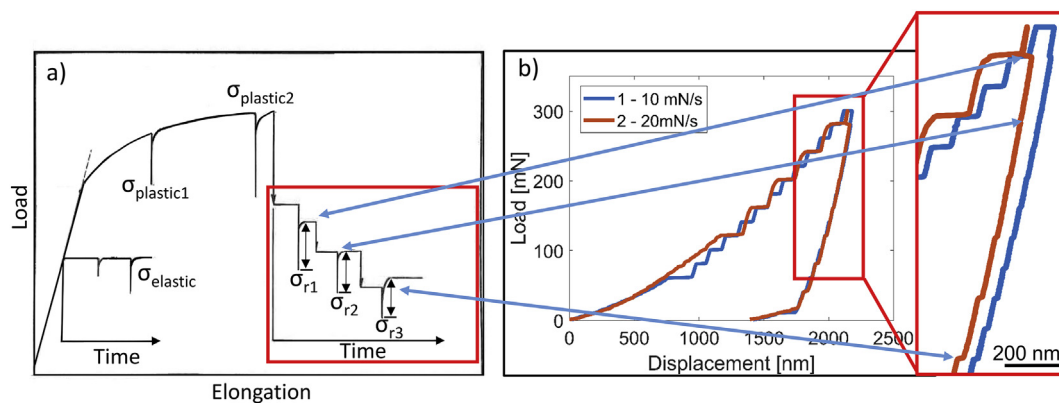 a)
σplastic2
σplastic1
σelastic
σr1
σr2
σr3
Time
Time
Load
Elongation
b)
1 - 10 mN/s
2 - 20mN/s
Load [mN]
300
200
100
0
0
500
1000
1500
2000
2500
Displacement [nm]
200 nm